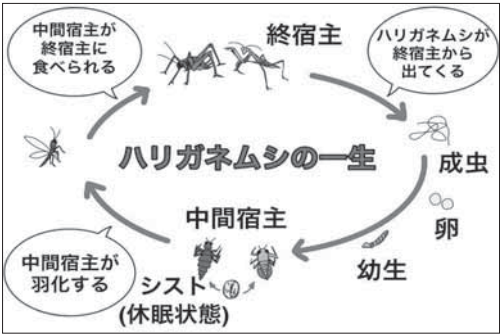 中間宿主が
終宿主に
食べられる
終宿主
ハリガネムシが
終宿主から
出てくる
ハリガネムシの一生
成虫
卵
幼生
中間宿主
シスト
(休眠状態)
中間宿主が
羽化する